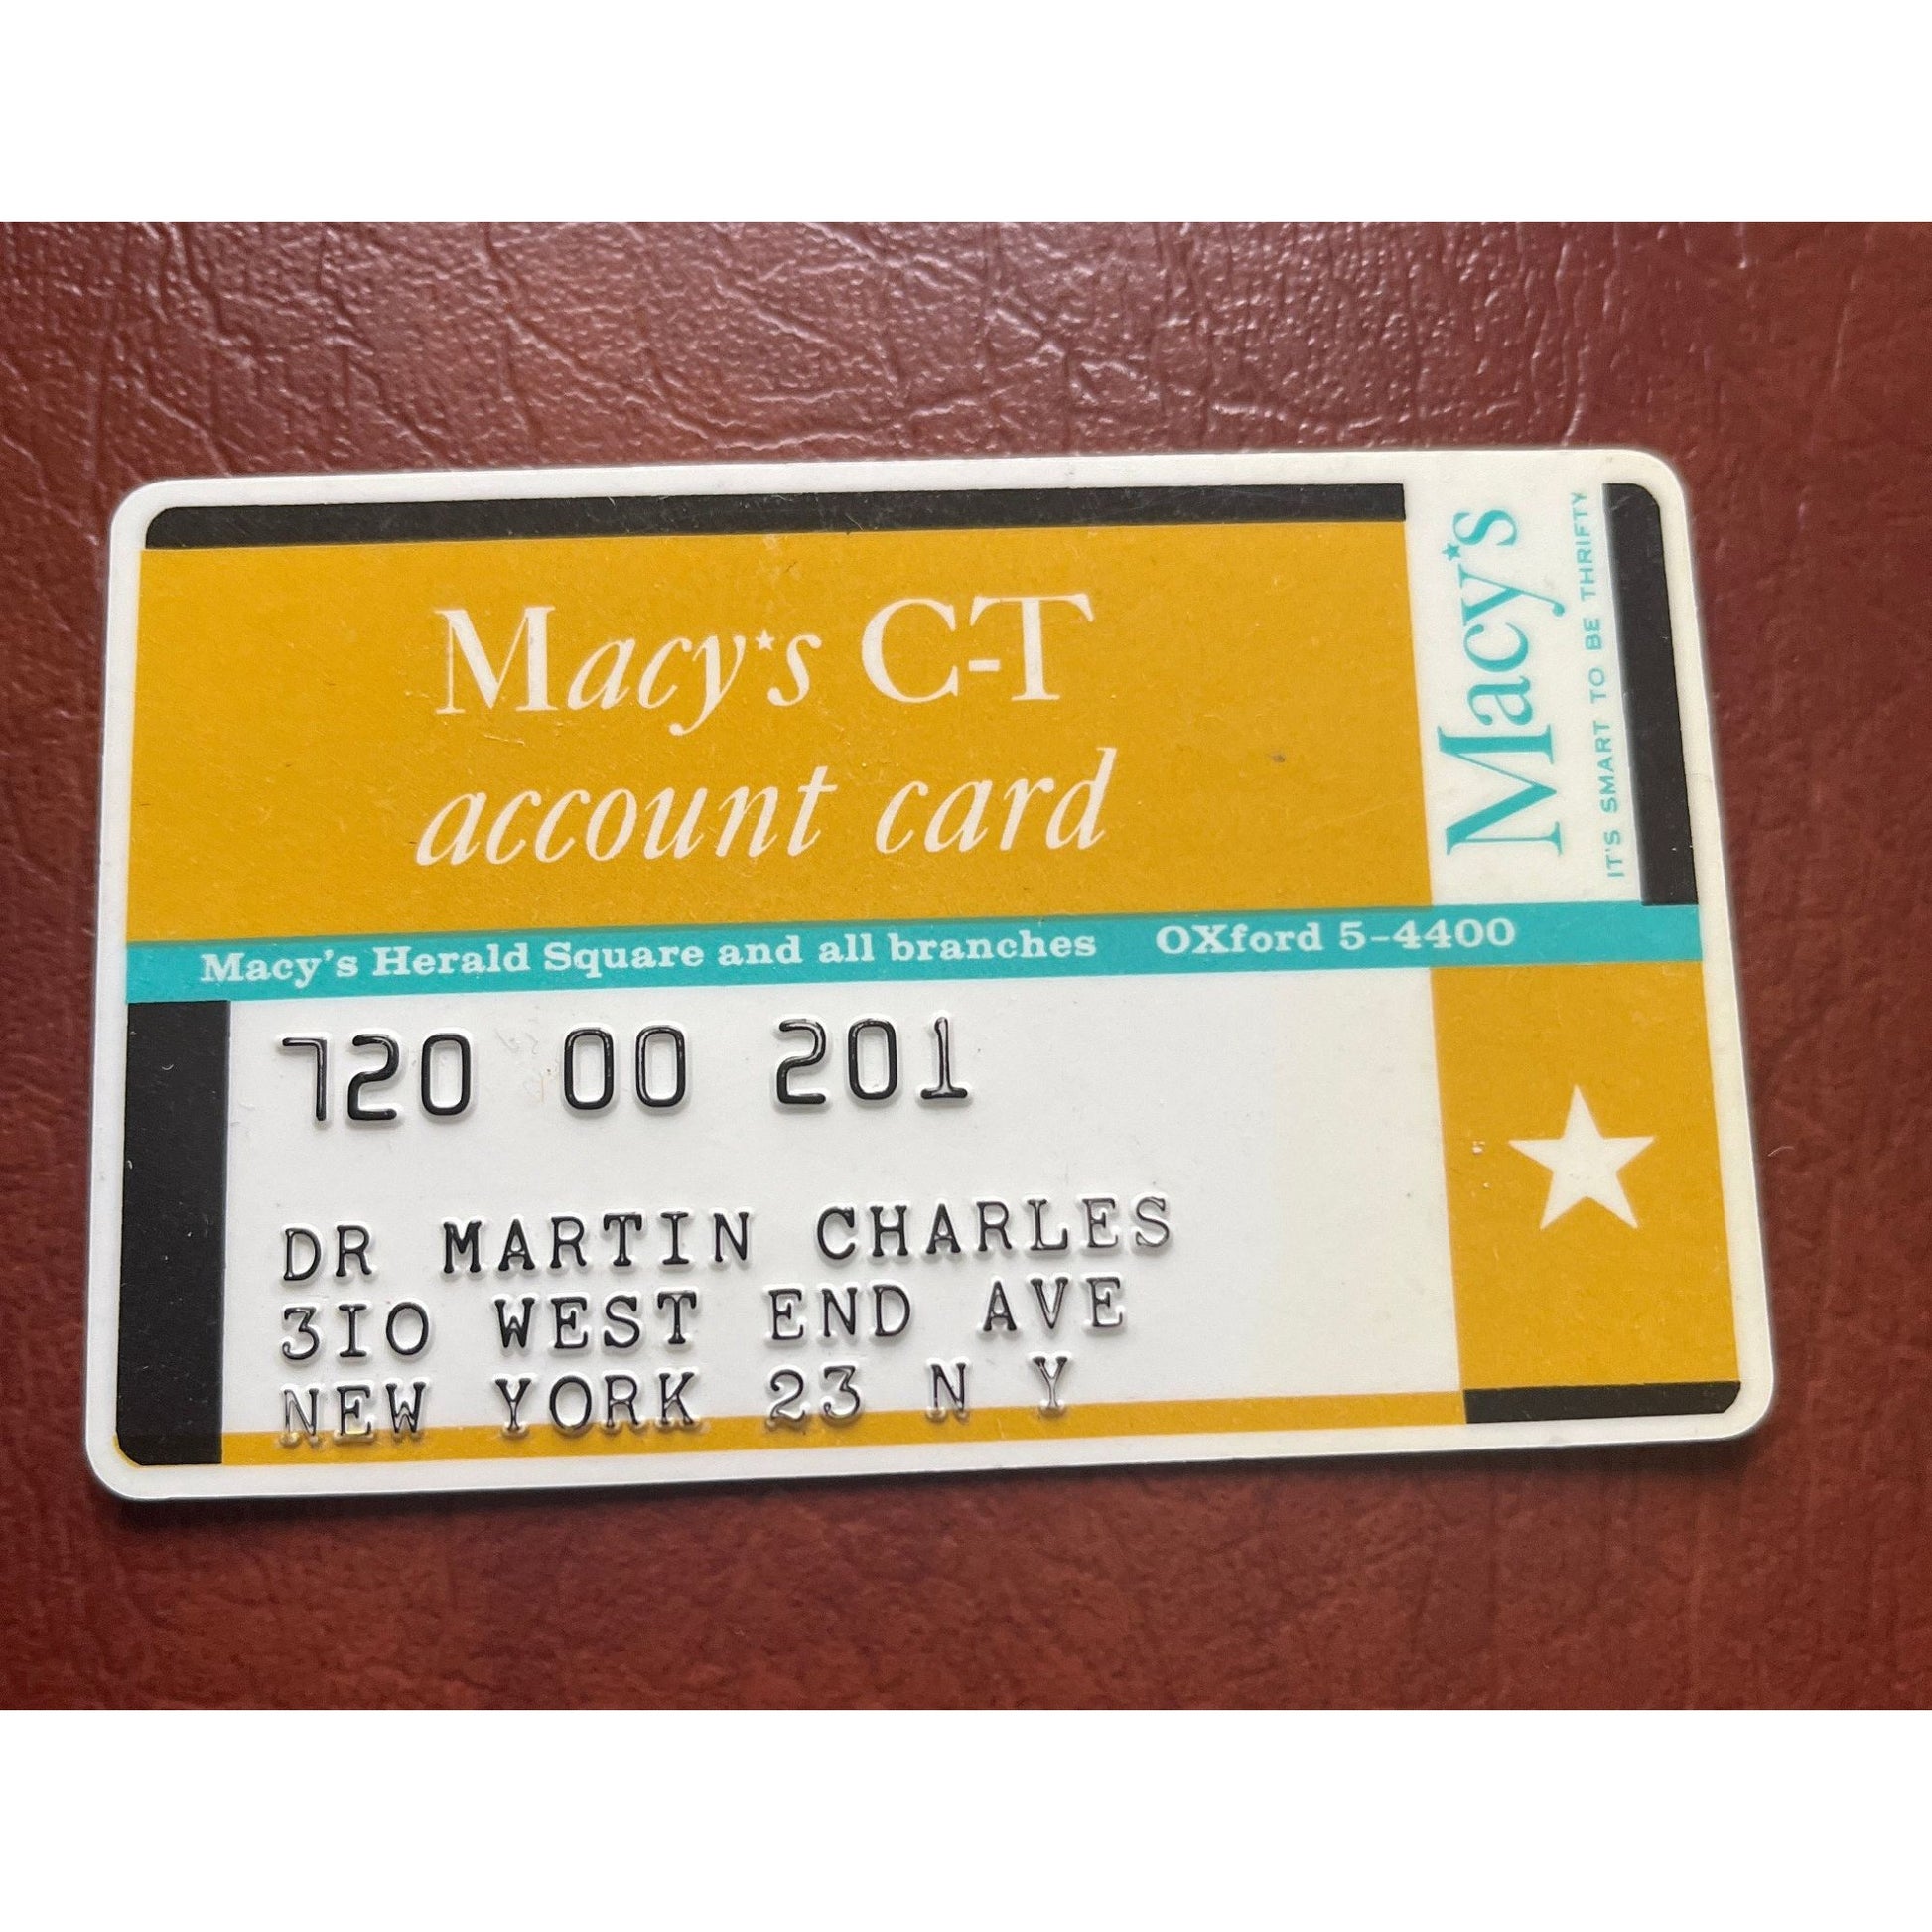 Macy's C-T
account card
Macy's
IT'S SMART TO BE THRIFTY
Macy's Herald Square and all branches OXford 5-4400
720 00 201
DR MARTIN CHARLES
310 WEST END AVE
NEW YORK 23 N Y